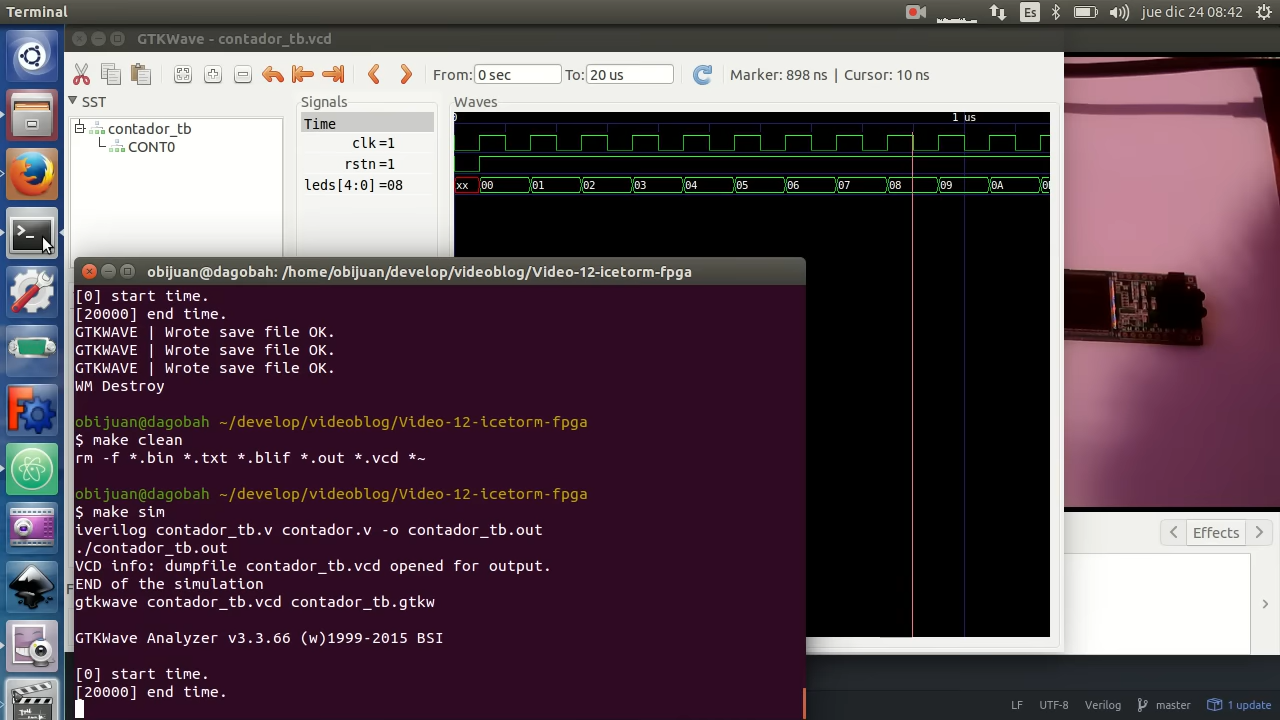 Terminal
Es
jue dic 24 08:42
GTKWave - contador_tb.vcd
From: 0 sec To: 20 us Marker: 898 ns | Cursor: 10 ns
SST
contador_tb
CONT0
Signals
Time
clk =1
rstn =1
leds[4:0] =08
Waves
0 1 us
xx 00 01 02 03 04 05 06 07 08 09 0A
obijuan@dagobah: /home/obijuan/develop/videoblog/Video-12-icetorm-fpga
[0] start time.
[20000] end time.
GTKWAVE | Wrote save file OK.
GTKWAVE | Wrote save file OK.
GTKWAVE | Wrote save file OK.
WM Destroy
obijuan@dagobah ~/develop/videoblog/Video-12-icetorm-fpga
$ make clean
rm -f *.bin *.txt *.blif *.out *.vcd *~
obijuan@dagobah ~/develop/videoblog/Video-12-icetorm-fpga
$ make sim
iverilog contador_tb.v contador.v -o contador_tb.out
./contador_tb.out
VCD info: dumpfile contador_tb.vcd opened for output.
END of the simulation
gtkwave contador_tb.vcd contador_tb.gtkw
GTKWave Analyzer v3.3.66 (w)1999-2015 BSI
[0] start time.
[20000] end time.
Effects
LF UTF-8 Verilog master 1 update